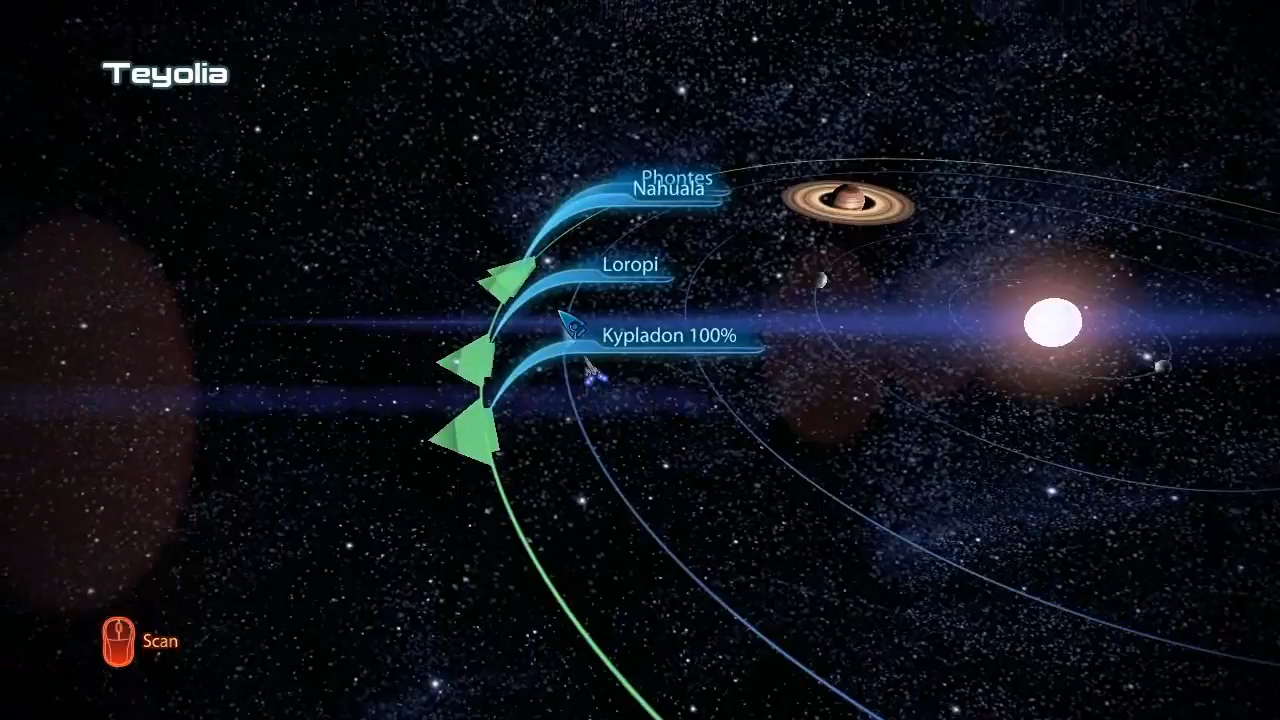 Teyolia
Phontes
Nahuala
Loropi
Kypladon 100%
Scan